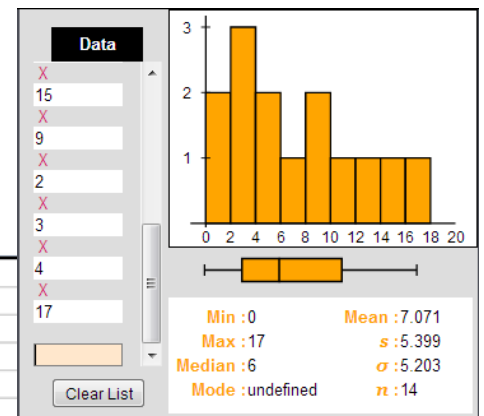 Data
X
15
X
9
X
2
X
3
X
4
X
17
Clear List
3
2
1
0 2 4 6 8 10 12 14 16 18 20
Min :0 Mean :7.071
Max :17 s :5.399
Median :6 σ :5.203
Mode :undefined n :14